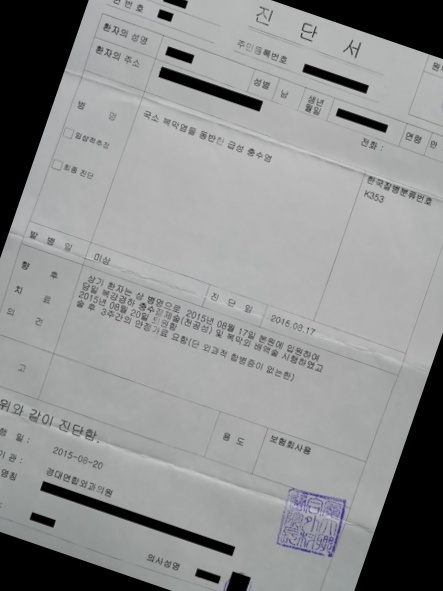 진 단 서
번 호
주민등록번호
환자의 성명
성별 남 생년월일
환자의 주소
전화 : 연령 만
병 명
국소 복막염을 동반한 급성 충수염
한국질병분류번호
K353
임상적추정
최종 진단
발 병 일 미상 진 단 일 2015.08.17
향 후 치 료 의 견
상기 환자는 상 병명으로 2015년 08월 17일 본원에 입원하여
당일 복강경하 충수절제술(천공성) 및 복막외 배액술 시행하였고
2015년 08월 20일 퇴원함
술 후 3주간의 안정가료 요함(단 외과적 합병증이 없는한)
고
용 도 보험회사용
위와 같이 진단함.
행 일 : 2015-08-20
기 관 :
명칭 경대연합외과의원
의사성명